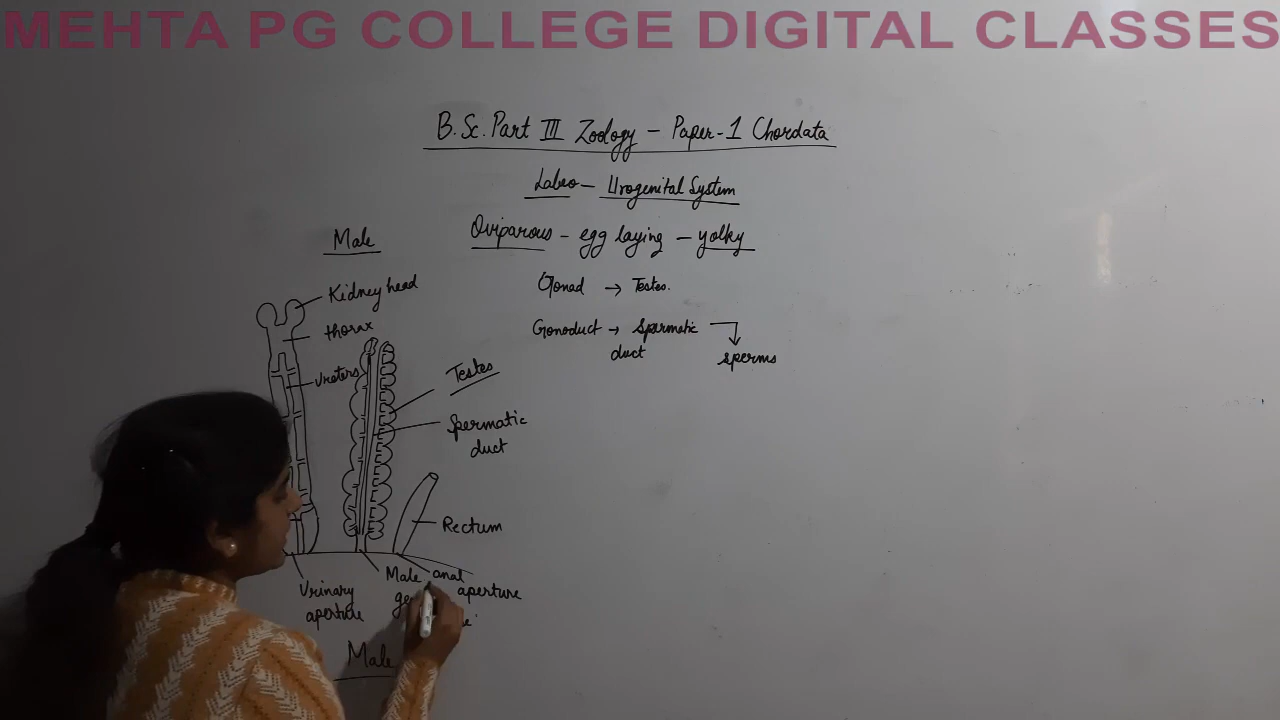 MEHTA PG COLLEGE DIGITAL CLASSES
B.Sc. Part III Zoology - Paper-1 Chordata
Labeo - Urogenital System
Oviparous - egg laying - yolky
Gonad → Testes.
Gonoduct → Spermatic
duct
sperms
Male
Kidney head
thorax
Ureters
Testes
Spermatic
duct
Rectum
Urinary
aperture
Male
anal
aperture
Male